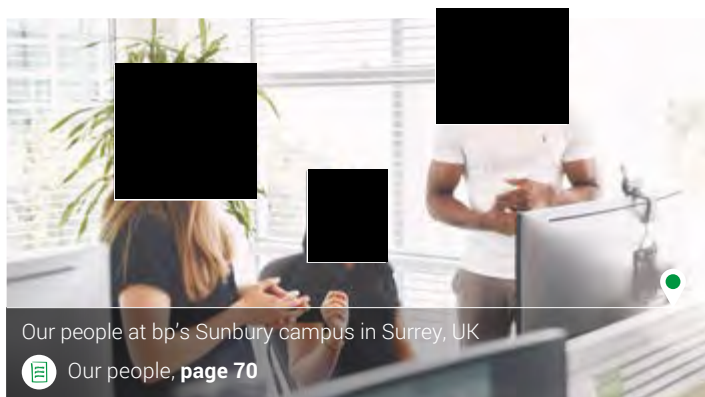 Our people at bp’s Sunbury campus in Surrey, UK
Our people, page 70